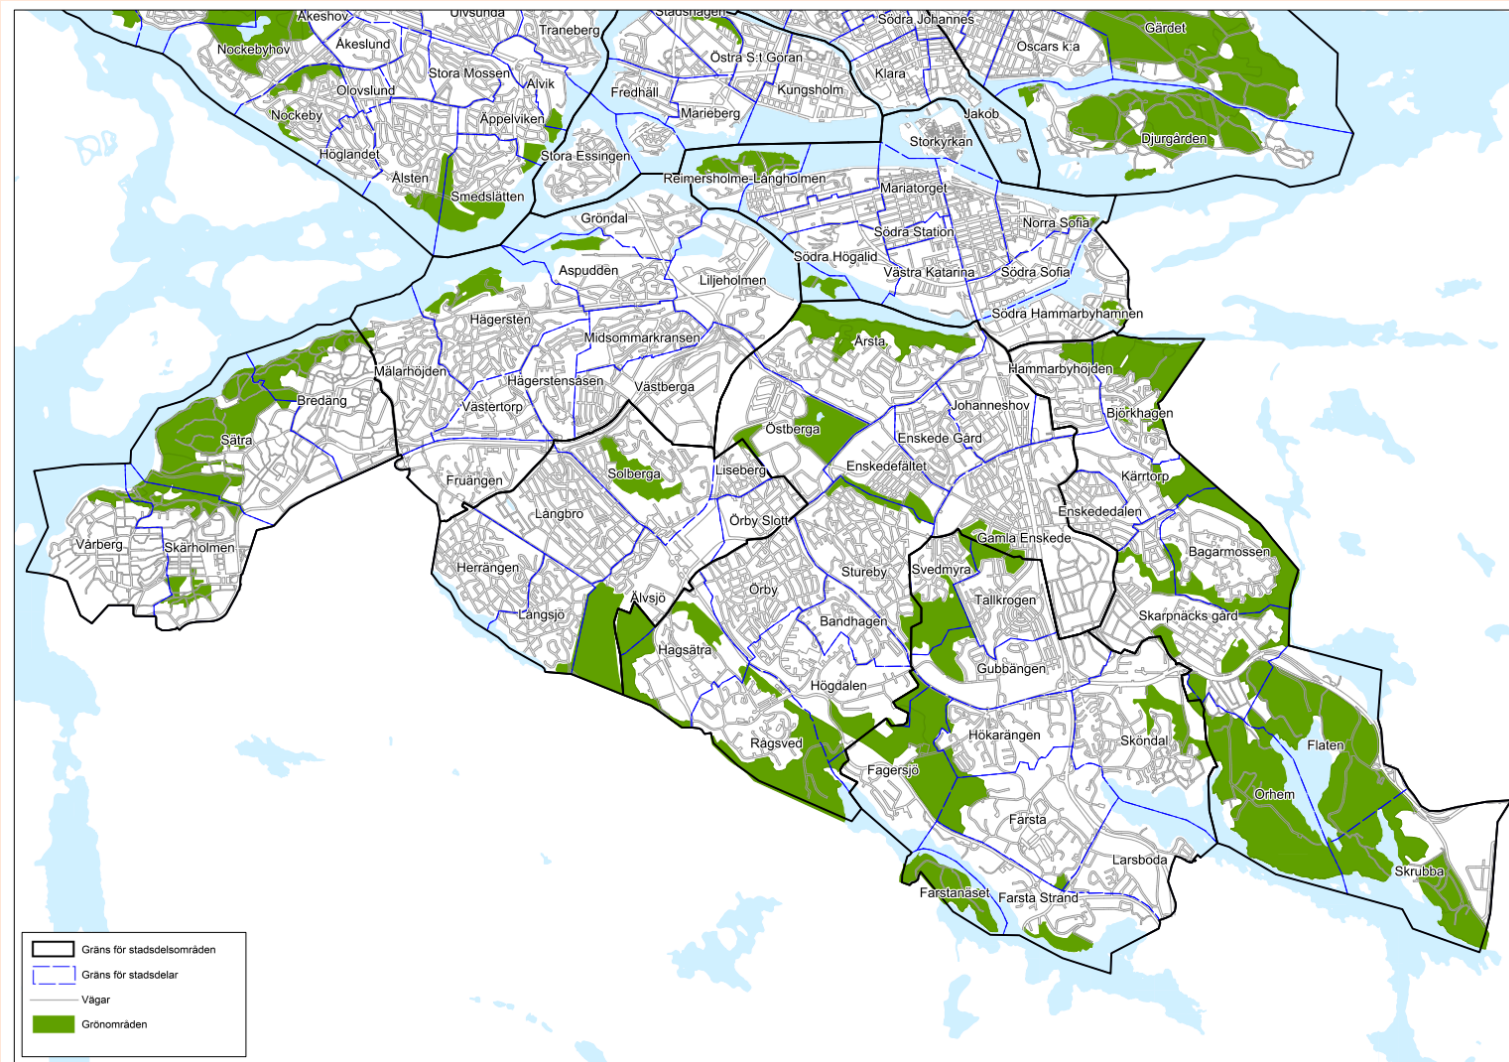 Stadshagen
Ulvsunda
Åkeshov
Södra Johannes
Gärdet
Traneberg
Åkeslund
Nockebyhov
Oscars k:a
Östra S:t Göran
Stora Mossen
Klara
Alvik
Olovslund
Fredhäll
Kungsholm
Marieberg
Jakob
Nockeby
Äppelviken
Djurgården
Storkyrkan
Höglandet
Stora Essingen
Ålsten
Reimersholme-Långholmen
Smedslätten
Mariatorget
Gröndal
Norra Sofia
Södra Station
Södra Högalid
Aspudden
Västra Katarina
Södra Sofia
Liljeholmen
Södra Hammarbyhamnen
Hägersten
Midsommarkransen
Årsta
Mälarhöjden
Hammarbyhöjden
Hägerstensåsen
Västberga
Bredäng
Västertorp
Johanneshov
Björkhagen
Östberga
Sätra
Enskede Gård
Enskedefältet
Solberga
Liseberg
Kärrtorp
Fruängen
Långbro
Örby Slott
Enskededalen
Gamla Enskede
Vårberg
Skärholmen
Bagarmossen
Herrängen
Svedmyra
Stureby
Örby
Älvsjö
Tallkrogen
Långsjö
Bandhagen
Skarpnäcks gård
Hagsätra
Gubbängen
Högdalen
Hökarängen
Sköndal
Rågsved
Flaten
Fagersjö
Orhem
Farsta
Larsboda
Skrubba
Farstanäset
Farsta Strand
Gräns för stadsdelsområden
Gräns för stadsdelar
Vägar
Grönområden